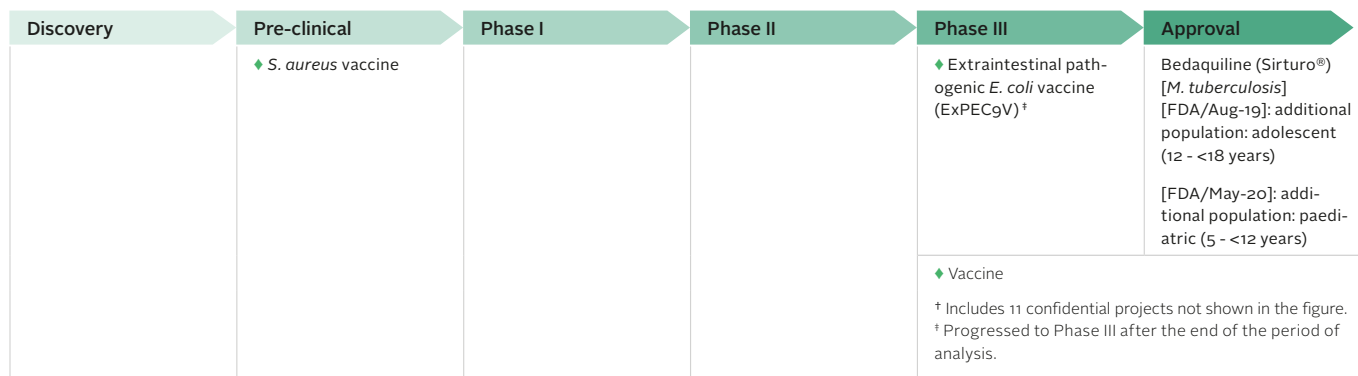 Discovery
Pre-clinical
Phase I
Phase II
Phase III
Approval
♦ S. aureus vaccine
♦ Extraintestinal path-
ogenic E. coli vaccine
(ExPEC9V) ‡
Bedaquiline (Sirturo®)
[M. tuberculosis]
[FDA/Aug-19]: additional
population: adolescent
(12 - <18 years)
[FDA/May-20]: addi-
tional population: paedi-
atric (5 - <12 years)
♦ Vaccine
† Includes 11 confidential projects not shown in the figure.
‡ Progressed to Phase III after the end of the period of
analysis.